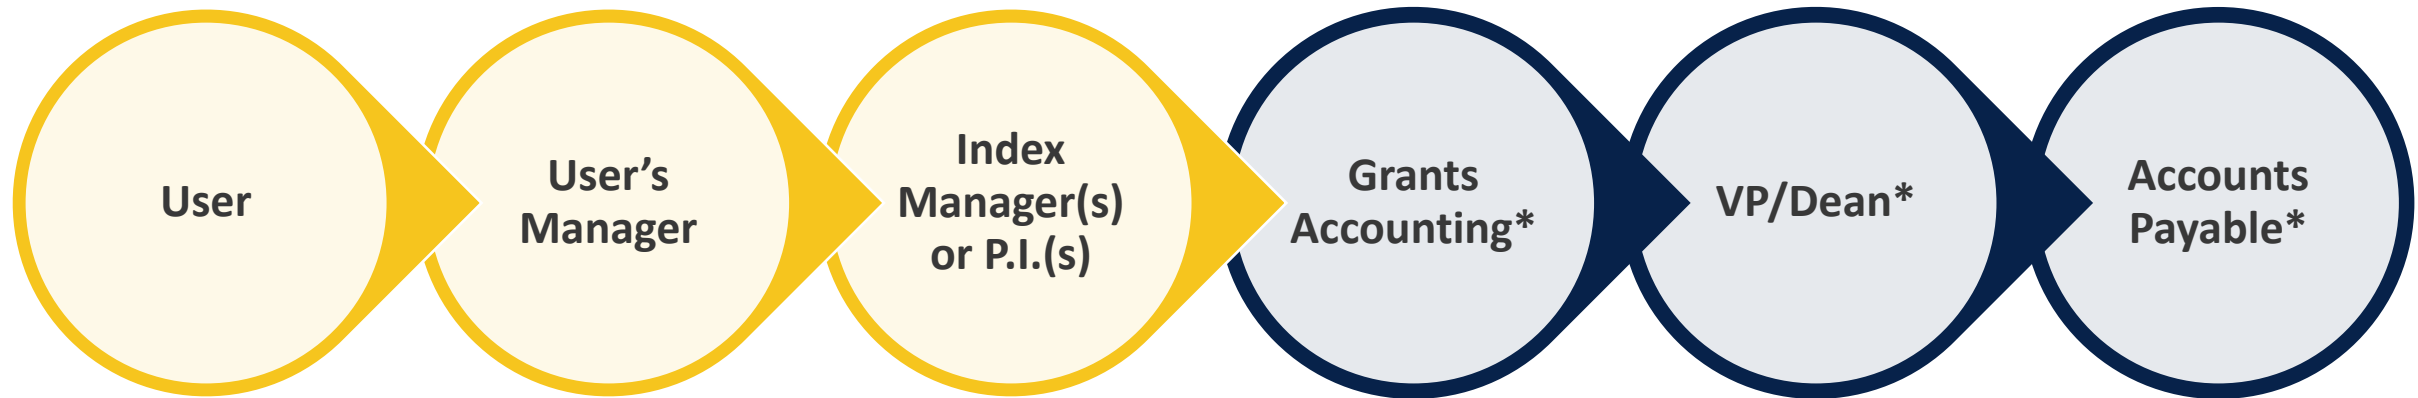 User
User’s
Manager
Index
Manager(s)
or P.I.(s)
Grants
Accounting*
VP/Dean*
Accounts
Payable*